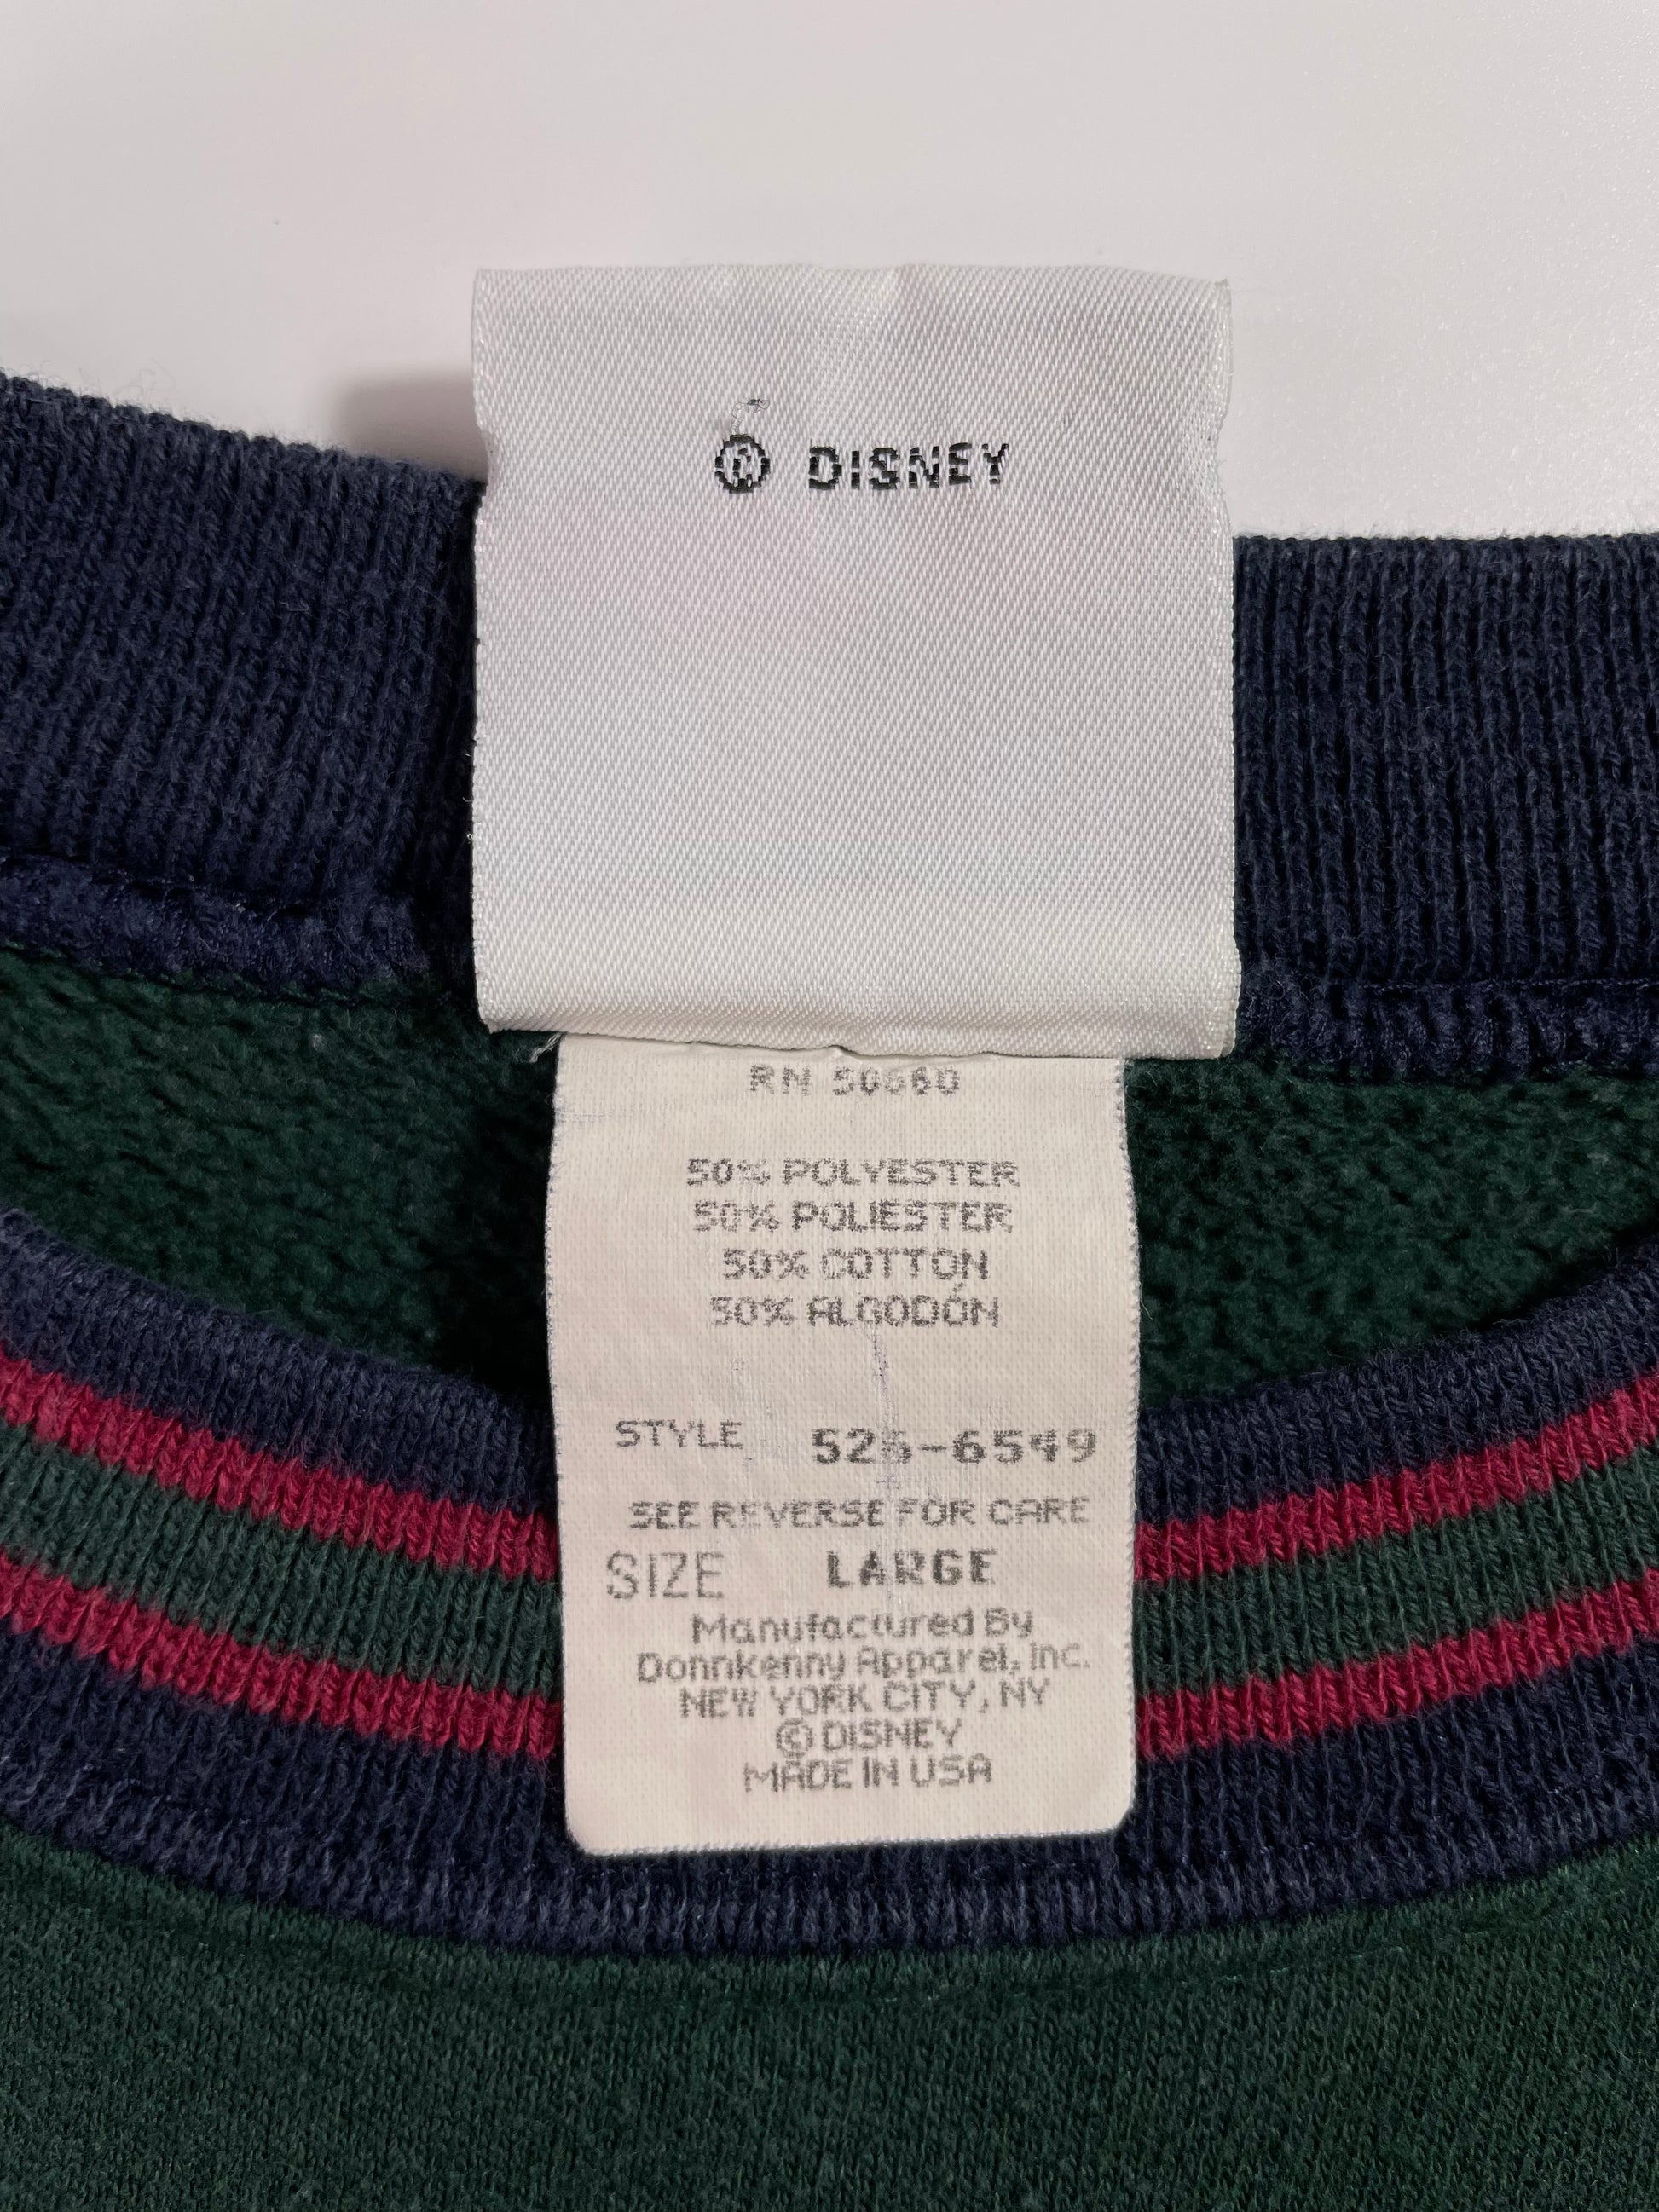 © DISNEY
RN 50660
50% POLYESTER
50% POLIESTER
50% COTTON
50% ALGODÓN
STYLE 526-6549
SEE REVERSE FOR CARE
SIZE LARGE
Manufactured By
Donnkenny Apparel, Inc.
NEW YORK CITY, NY
© DISNEY
MADE IN USA